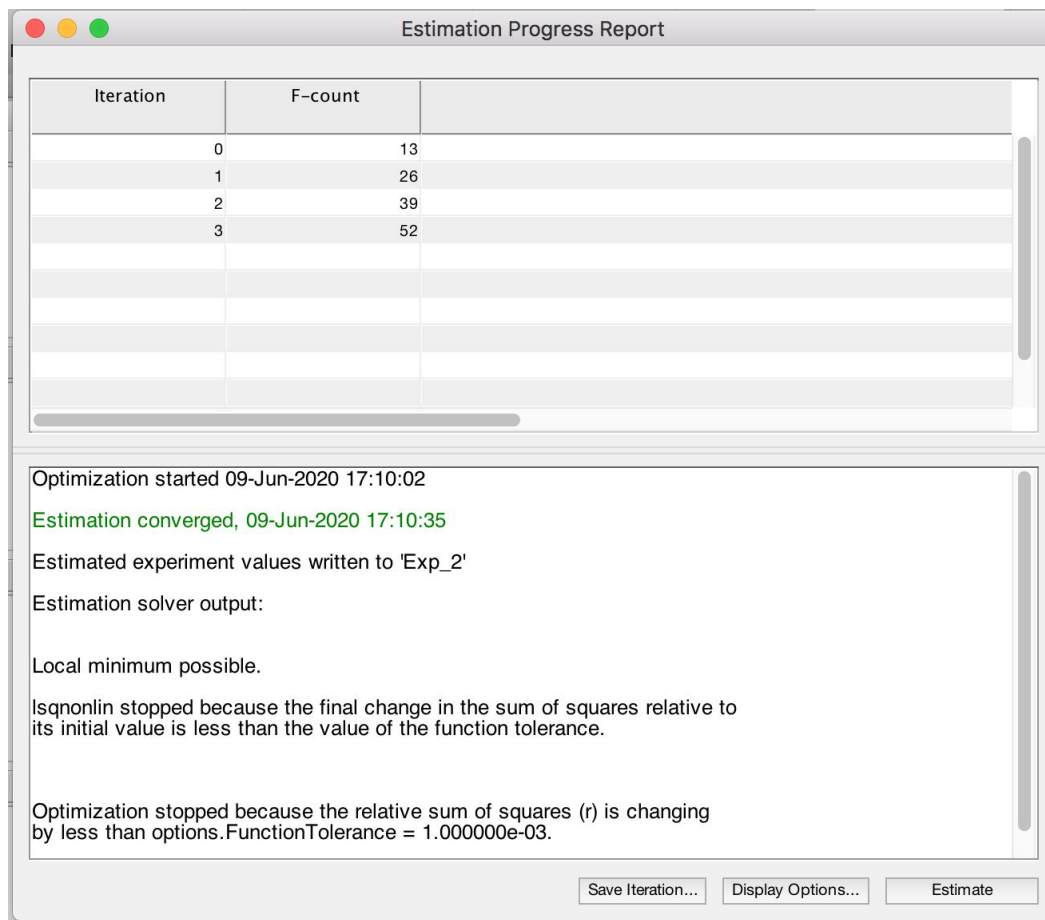 Estimation Progress Report
Iteration F-count
0 13
1 26
2 39
3 52
Optimization started 09-Jun-2020 17:10:02
Estimation converged, 09-Jun-2020 17:10:35
Estimated experiment values written to 'Exp_2'
Estimation solver output:
Local minimum possible.
lsqnonlin stopped because the final change in the sum of squares relative to
its initial value is less than the value of the function tolerance.
Optimization stopped because the relative sum of squares (r) is changing
by less than options.FunctionTolerance = 1.000000e-03.
Save Iteration... Display Options... Estimate